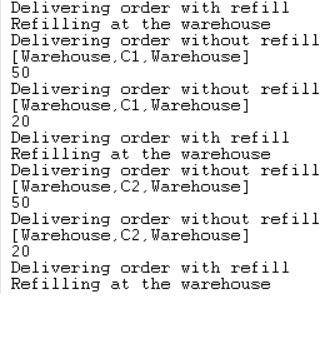 Delivering order with refill
Refilling at the warehouse
Delivering order without refill
[Warehouse,C1,Warehouse]
50
Delivering order without refill
[Warehouse,C1,Warehouse]
20
Delivering order with refill
Refilling at the warehouse
Delivering order without refill
[Warehouse,C2,Warehouse]
50
Delivering order without refill
[Warehouse,C2,Warehouse]
20
Delivering order with refill
Refilling at the warehouse